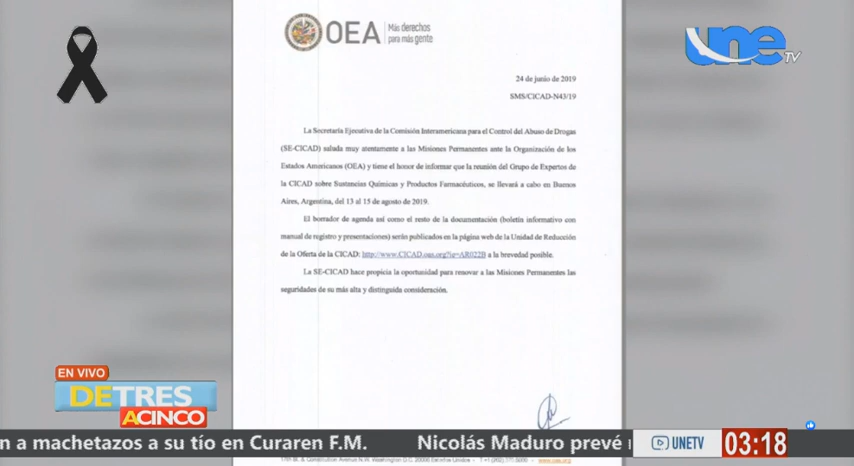 OEA
Más derechos
para más gente
une TV
24 de junio de 2019
SMS/CICAD-N43/19
La Secretaría Ejecutiva de la Comisión Interamericana para el Control del Abuso de Drogas
(SE-CICAD) saluda muy atentamente a las Misiones Permanentes ante la Organización de los
Estados Americanos (OEA) y tiene el honor de informar que la reunión del Grupo de Expertos de
la CICAD sobre Sustancias Químicas y Productos Farmacéuticos, se llevará a cabo en Buenos
Aires, Argentina, del 13 al 15 de agosto de 2019.
El borrador de agenda así como el resto de la documentación (boletín informativo con
manual de registro y presentaciones) serán publicados en la página web de la Unidad de Reducción
de la Oferta de la CICAD: http://www.CICAD.oas.org?ie=AR022B a la brevedad posible.
La SE-CICAD hace propicia la oportunidad para renovar a las Misiones Permanentes las
seguridades de su más alta y distinguida consideración.
EN VIVO
DETRES
ACINCO
n a machetazos a su tío en Curaren F.M. Nicolás Maduro prevé
UNETV
03:18
www.oas.org